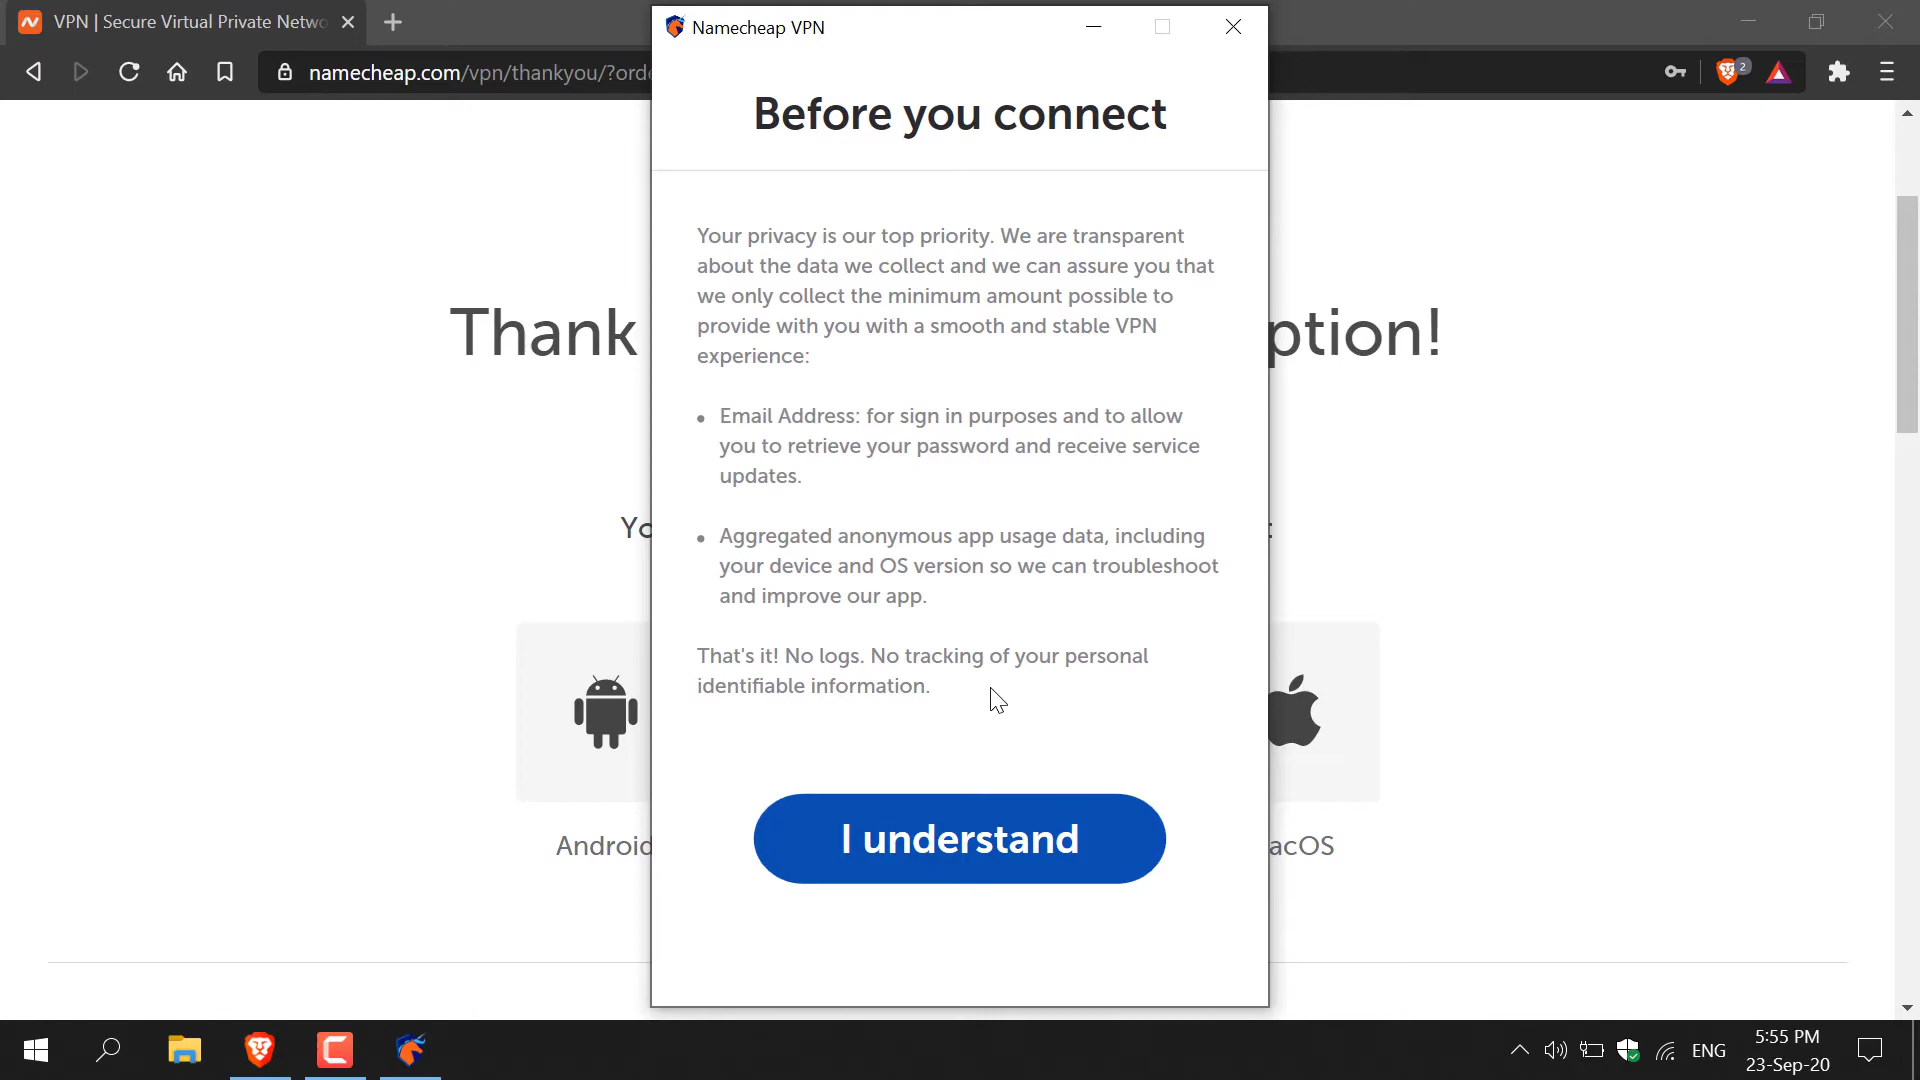 VPN | Secure Virtual Private Netwo
Namecheap VPN
namecheap.com/vpn/thankyou/?orde
2
Before you connect
Your privacy is our top priority. We are transparent
about the data we collect and we can assure you that
we only collect the minimum amount possible to
provide with you with a smooth and stable VPN
experience:
• Email Address: for sign in purposes and to allow
you to retrieve your password and receive service
updates.
• Aggregated anonymous app usage data, including
your device and OS version so we can troubleshoot
and improve our app.
That's it! No logs. No tracking of your personal
identifiable information.
I understand
Thank
ption!
Yo
:
Android
acOS
ENG
5:55 PM
23-Sep-20